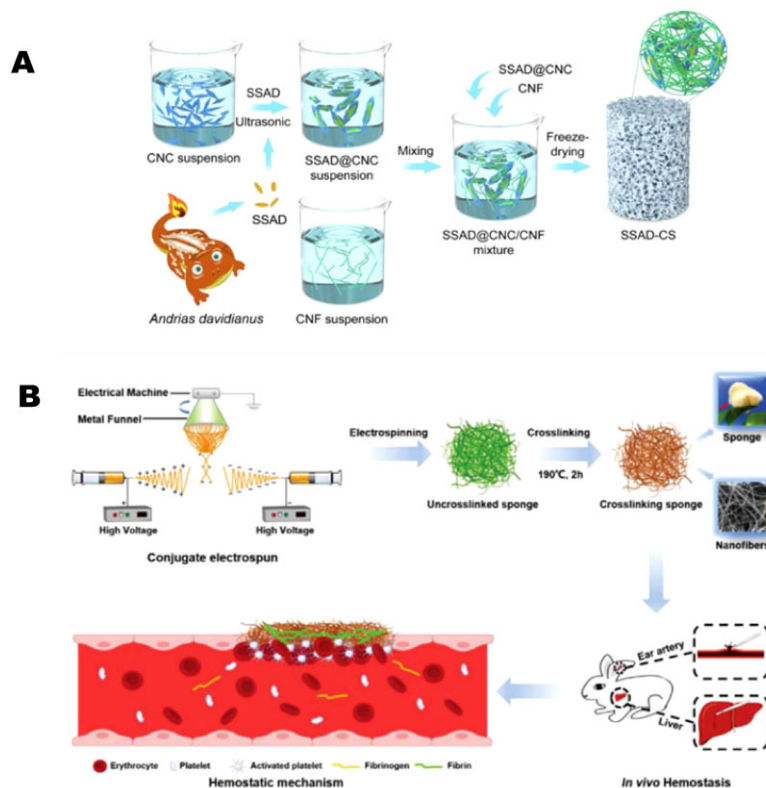 A
CNC suspension
SSAD
Ultrasonic
SSAD@CNC
suspension
SSAD
Andrias davidianus
CNF suspension
Mixing
SSAD@CNC
CNF
SSAD@CNC/CNF
mixture
Freeze-
drying
SSAD-CS
B
Electrical Machine
Metal Funnel
High Voltage
High Voltage
Conjugate electrospun
Electrospinning
Uncrosslinked sponge
Crosslinking
190℃, 2h
Crosslinking sponge
Sponge
Nanofibers
Ear artery
Liver
In vivo Hemostasis
Erythrocyte
Platelet
Activated platelet
Fibrinogen
Fibrin
Hemostatic mechanism